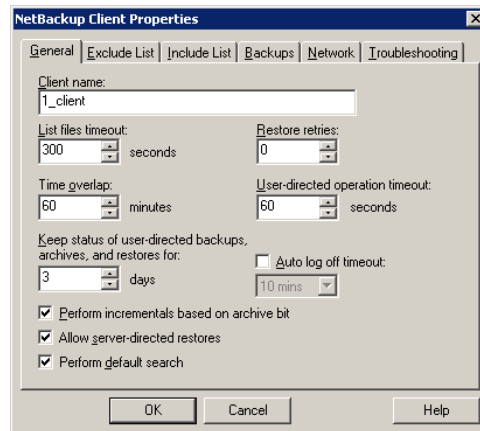 NetBackup Client Properties
General Exclude List Include List Backups Network Troubleshooting
Client name:
1_client
List files timeout: Restore retries:
300 seconds 0
Time overlap: User-directed operation timeout:
60 minutes 60 seconds
Keep status of user-directed backups,
archives, and restores for: Auto log off timeout:
3 days 10 mins
Perform incrementals based on archive bit
Allow server-directed restores
Perform default search
OK Cancel Help